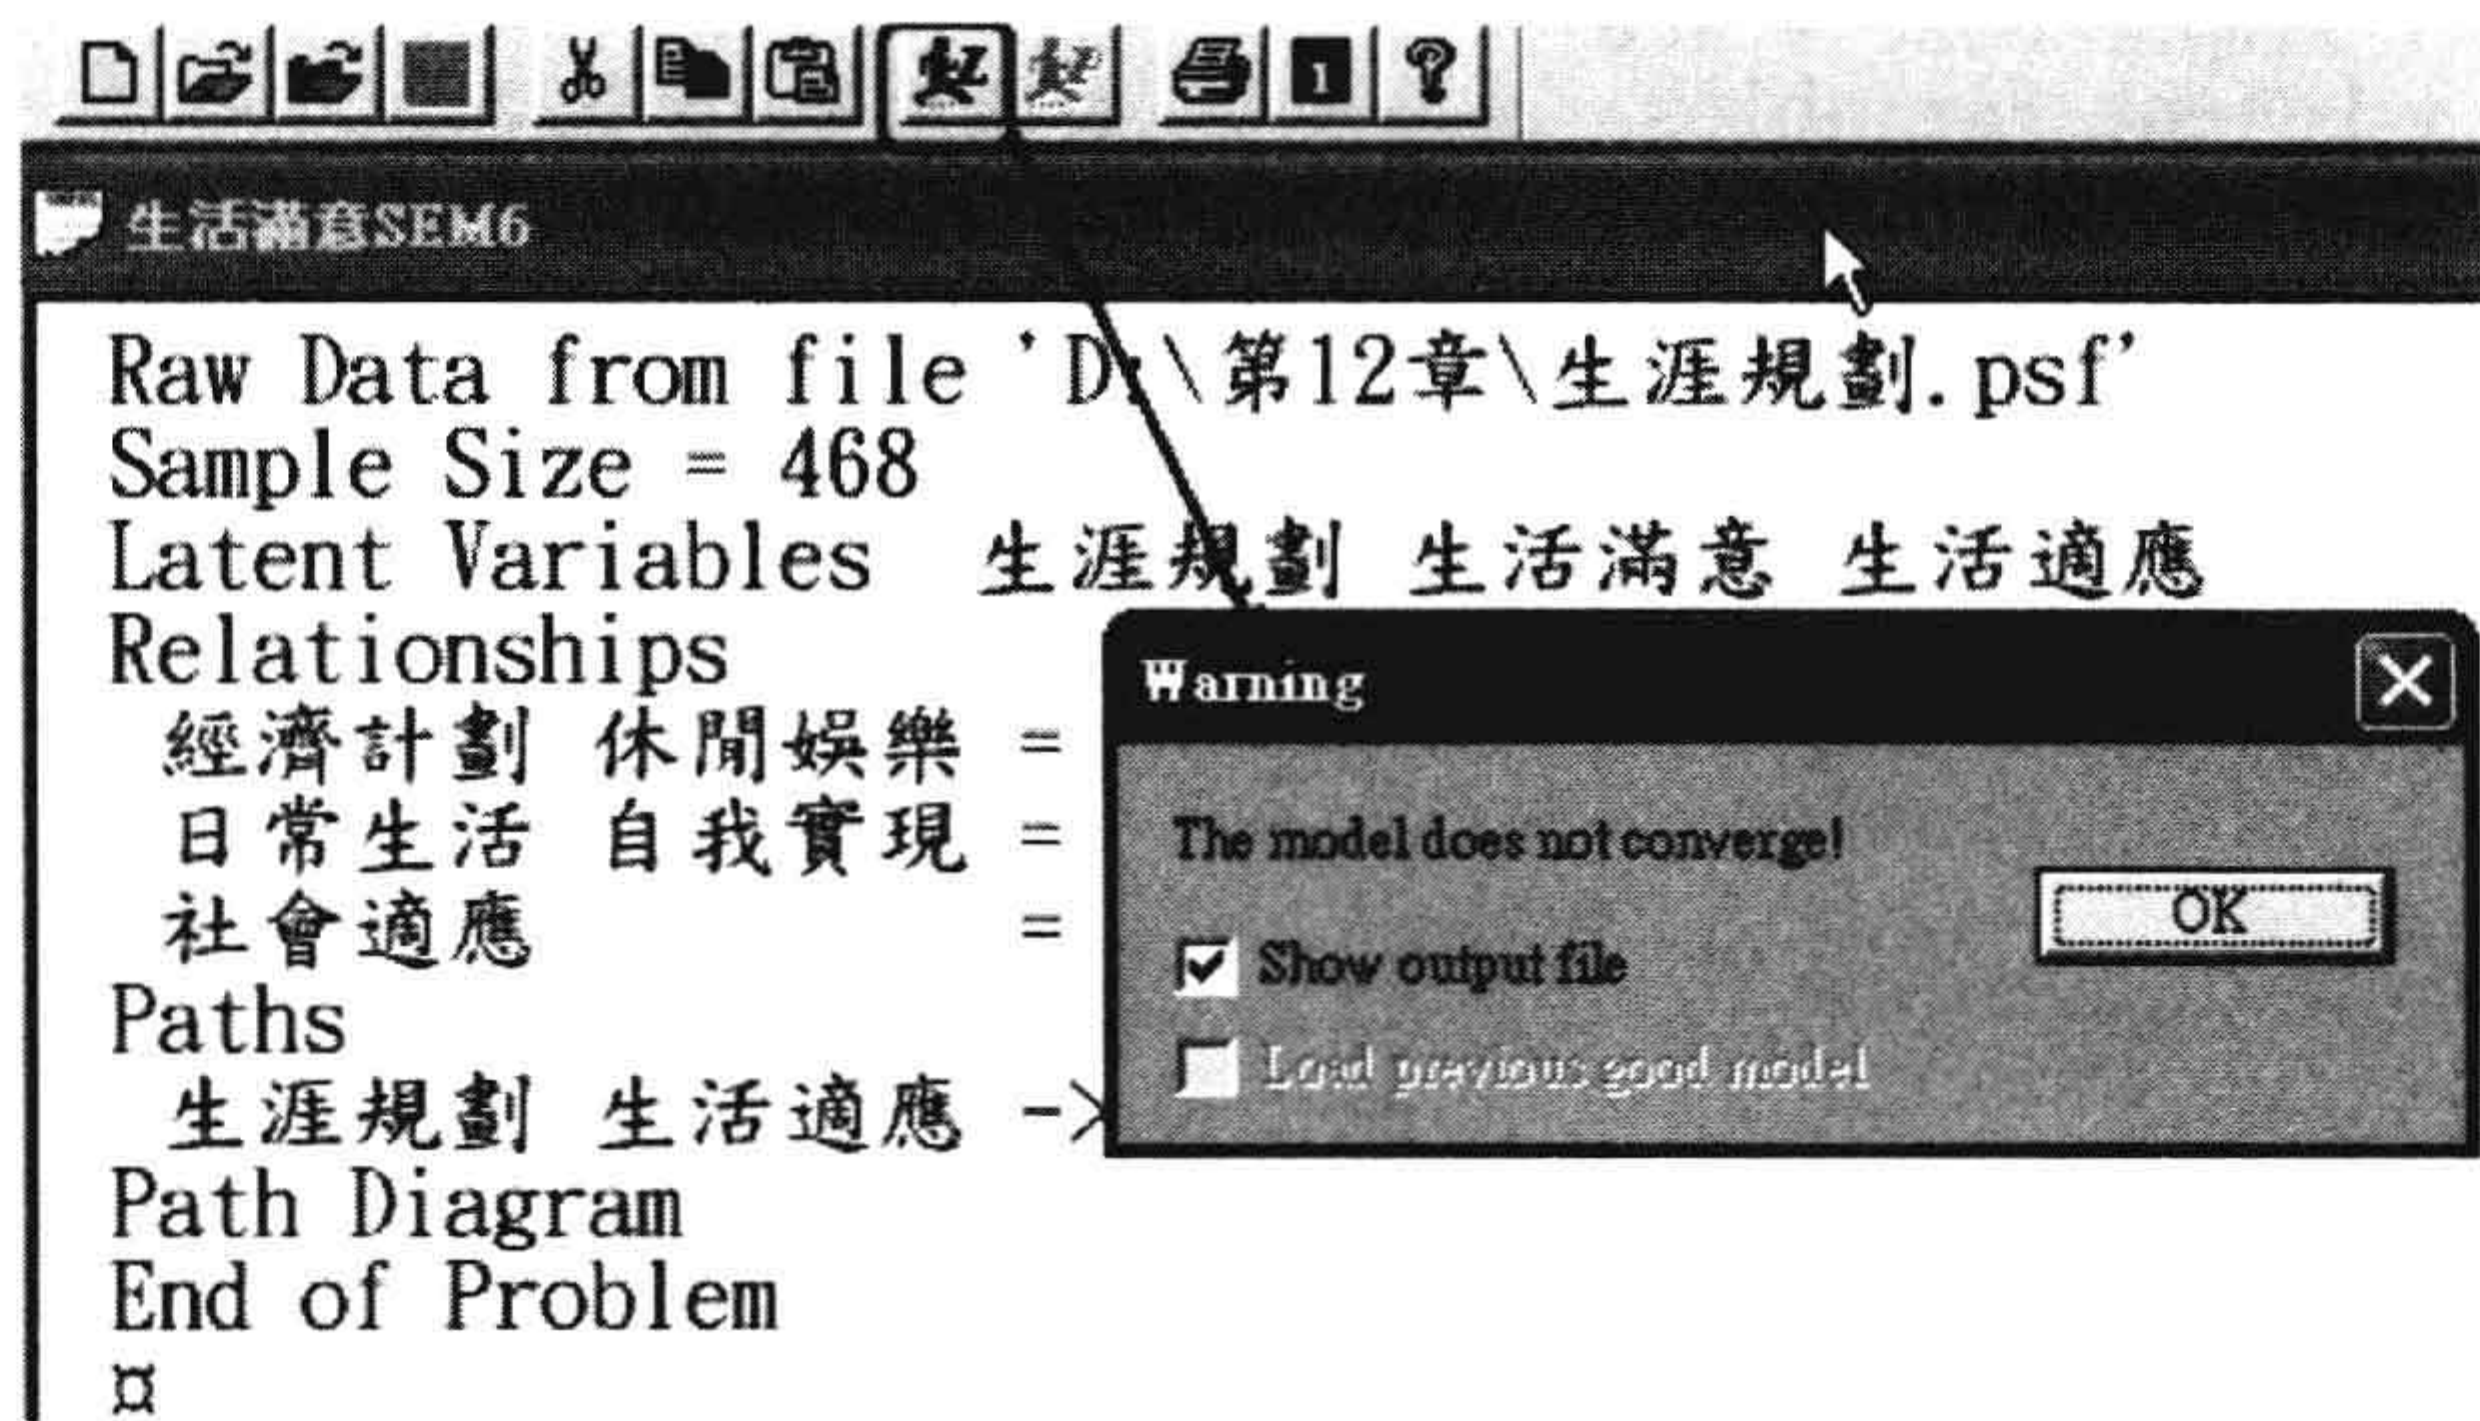 1
生活滿意SEM6
Raw Data from file 'D:\第12章\生涯規劃.psf'
Sample Size = 468
Latent Variables 生涯規劃 生活滿意 生活適應
Relationships
經濟計劃 休閒娛樂 =
日常生活 自我實現 =
社會適應 =
Paths
生涯規劃 生活適應 ->
Path Diagram
End of Problem
¤
Warning
The model does not converge!
OK
Show output file
Load previous good model